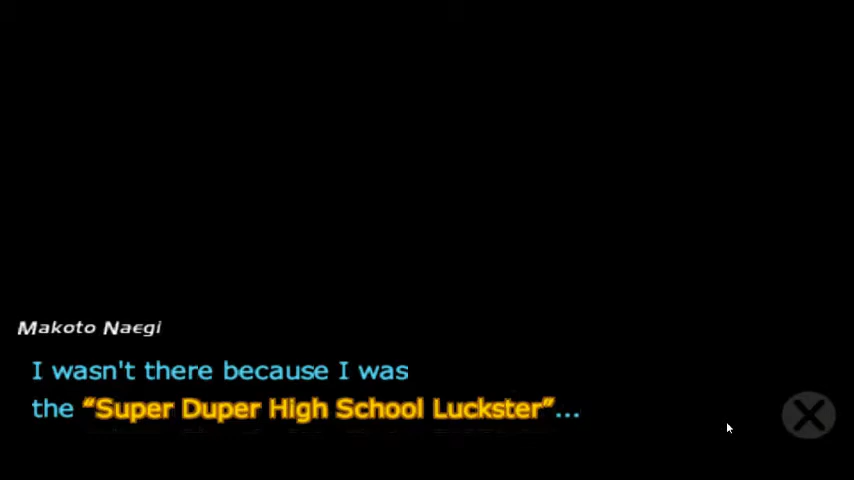 Makoto Naegi
I wasn't there because I was
the “Super Duper High School Luckster”...